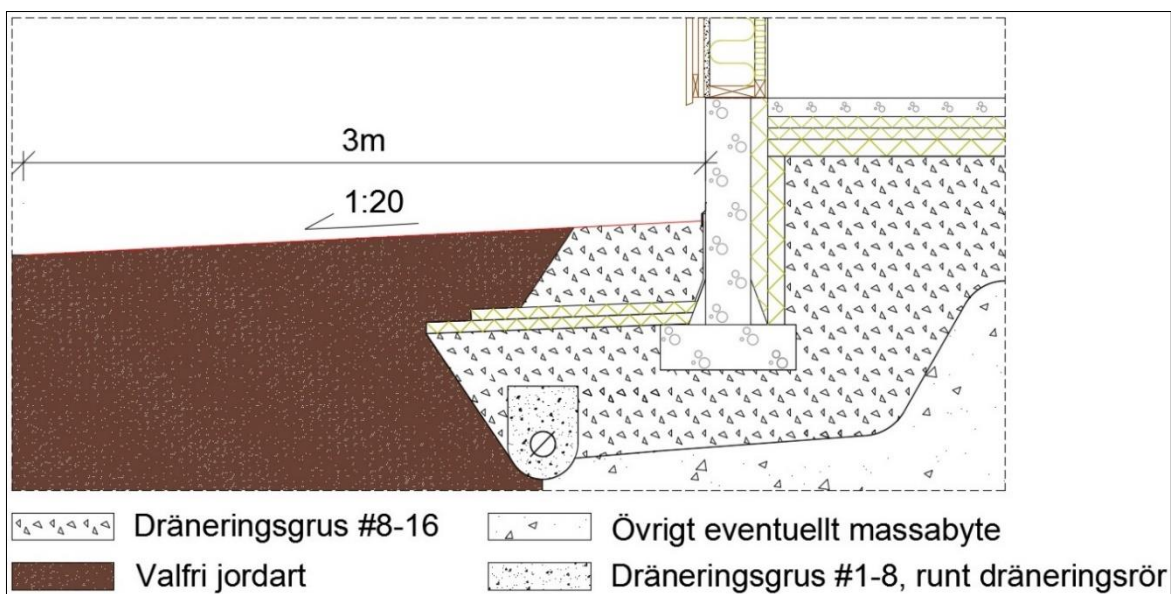 3m
1:20
Dräneringsgrus #8-16
Övrigt eventuellt massabyte
Valfri jordart
Dräneringsgrus #1-8, runt dräneringsrör